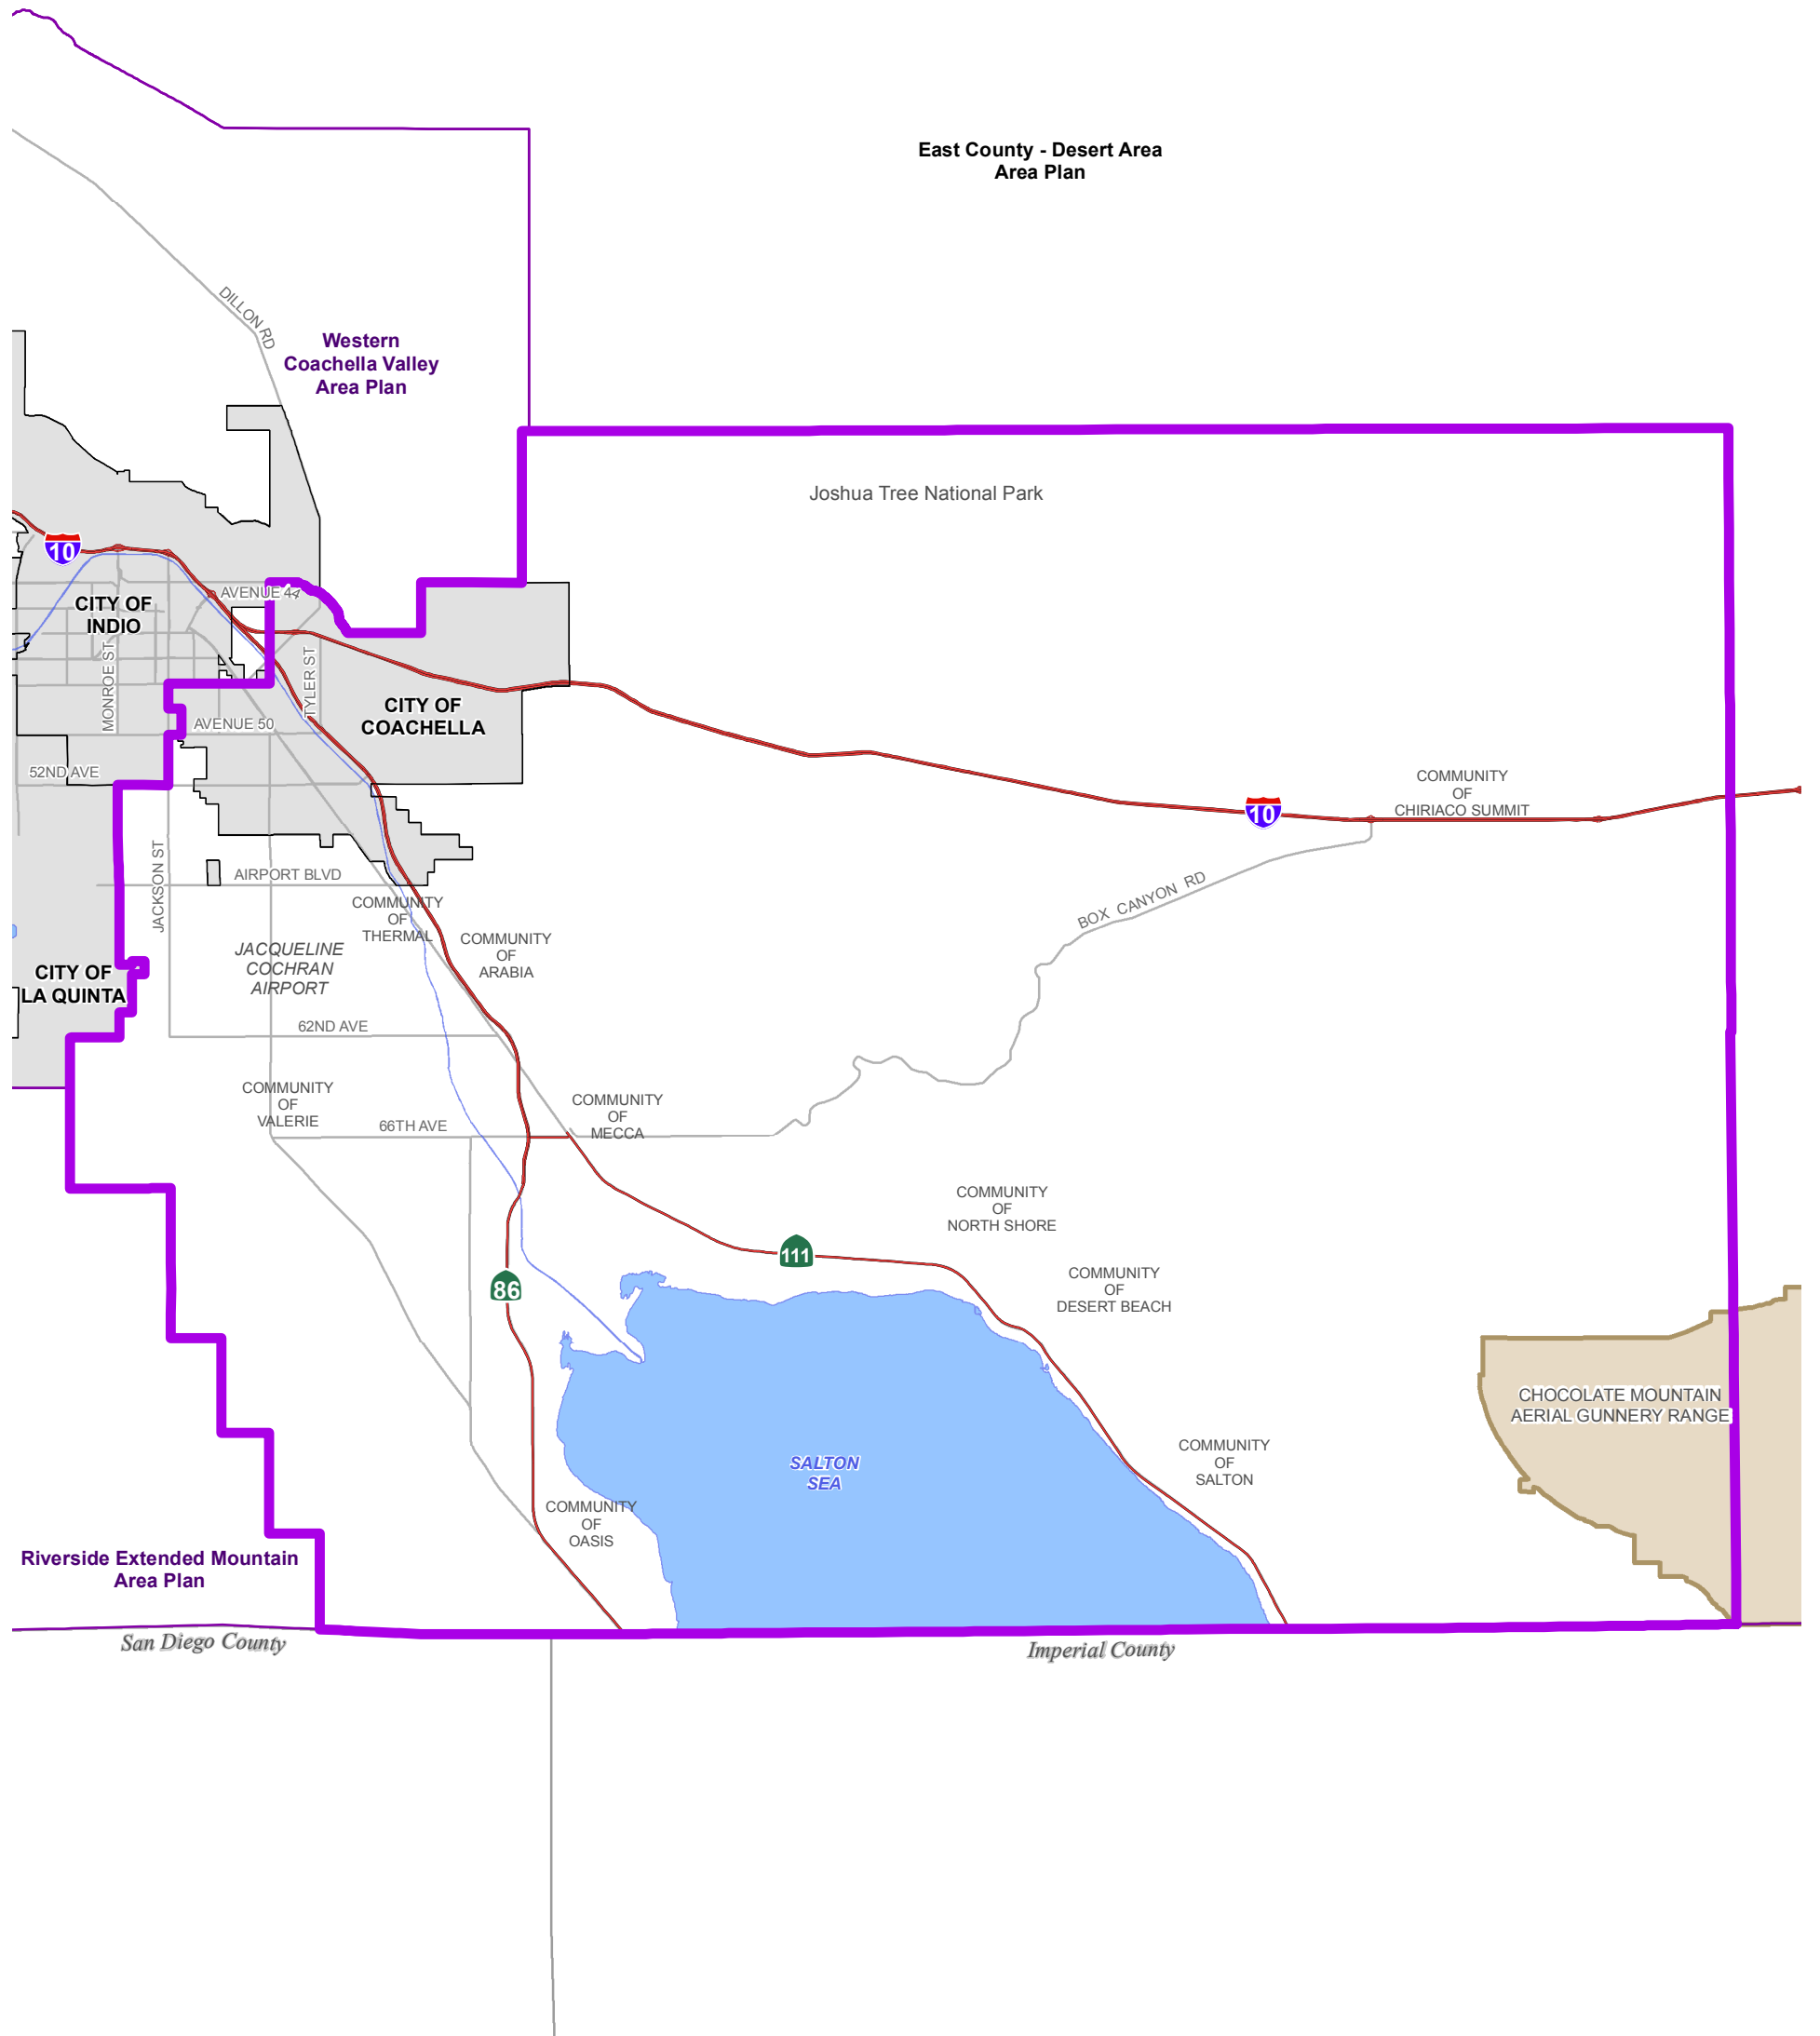 East County - Desert Area
Area Plan
DILLON RD
Western
Coachella Valley
Area Plan
Joshua Tree National Park
10
AVENUE 44
CITY OF
INDIO
MONROE ST
TYLER ST
CITY OF
COACHELLA
AVENUE 50
52ND AVE
COMMUNITY
OF
CHIRIACO SUMMIT
10
JACKSON ST
AIRPORT BLVD
BOX CANYON RD
COMMUNITY
OF
THERMAL
COMMUNITY
OF
ARABIA
JACQUELINE
COCHRAN
AIRPORT
CITY OF
LA QUINTA
62ND AVE
COMMUNITY
OF
VALERIE
COMMUNITY
OF
MECCA
66TH AVE
COMMUNITY
OF
NORTH SHORE
111
86
COMMUNITY
OF
DESERT BEACH
CHOCOLATE MOUNTAIN
AERIAL GUNNERY RANGE
SALTON
SEA
COMMUNITY
OF
SALTON
COMMUNITY
OF
OASIS
Riverside Extended Mountain
Area Plan
San Diego County
Imperial County